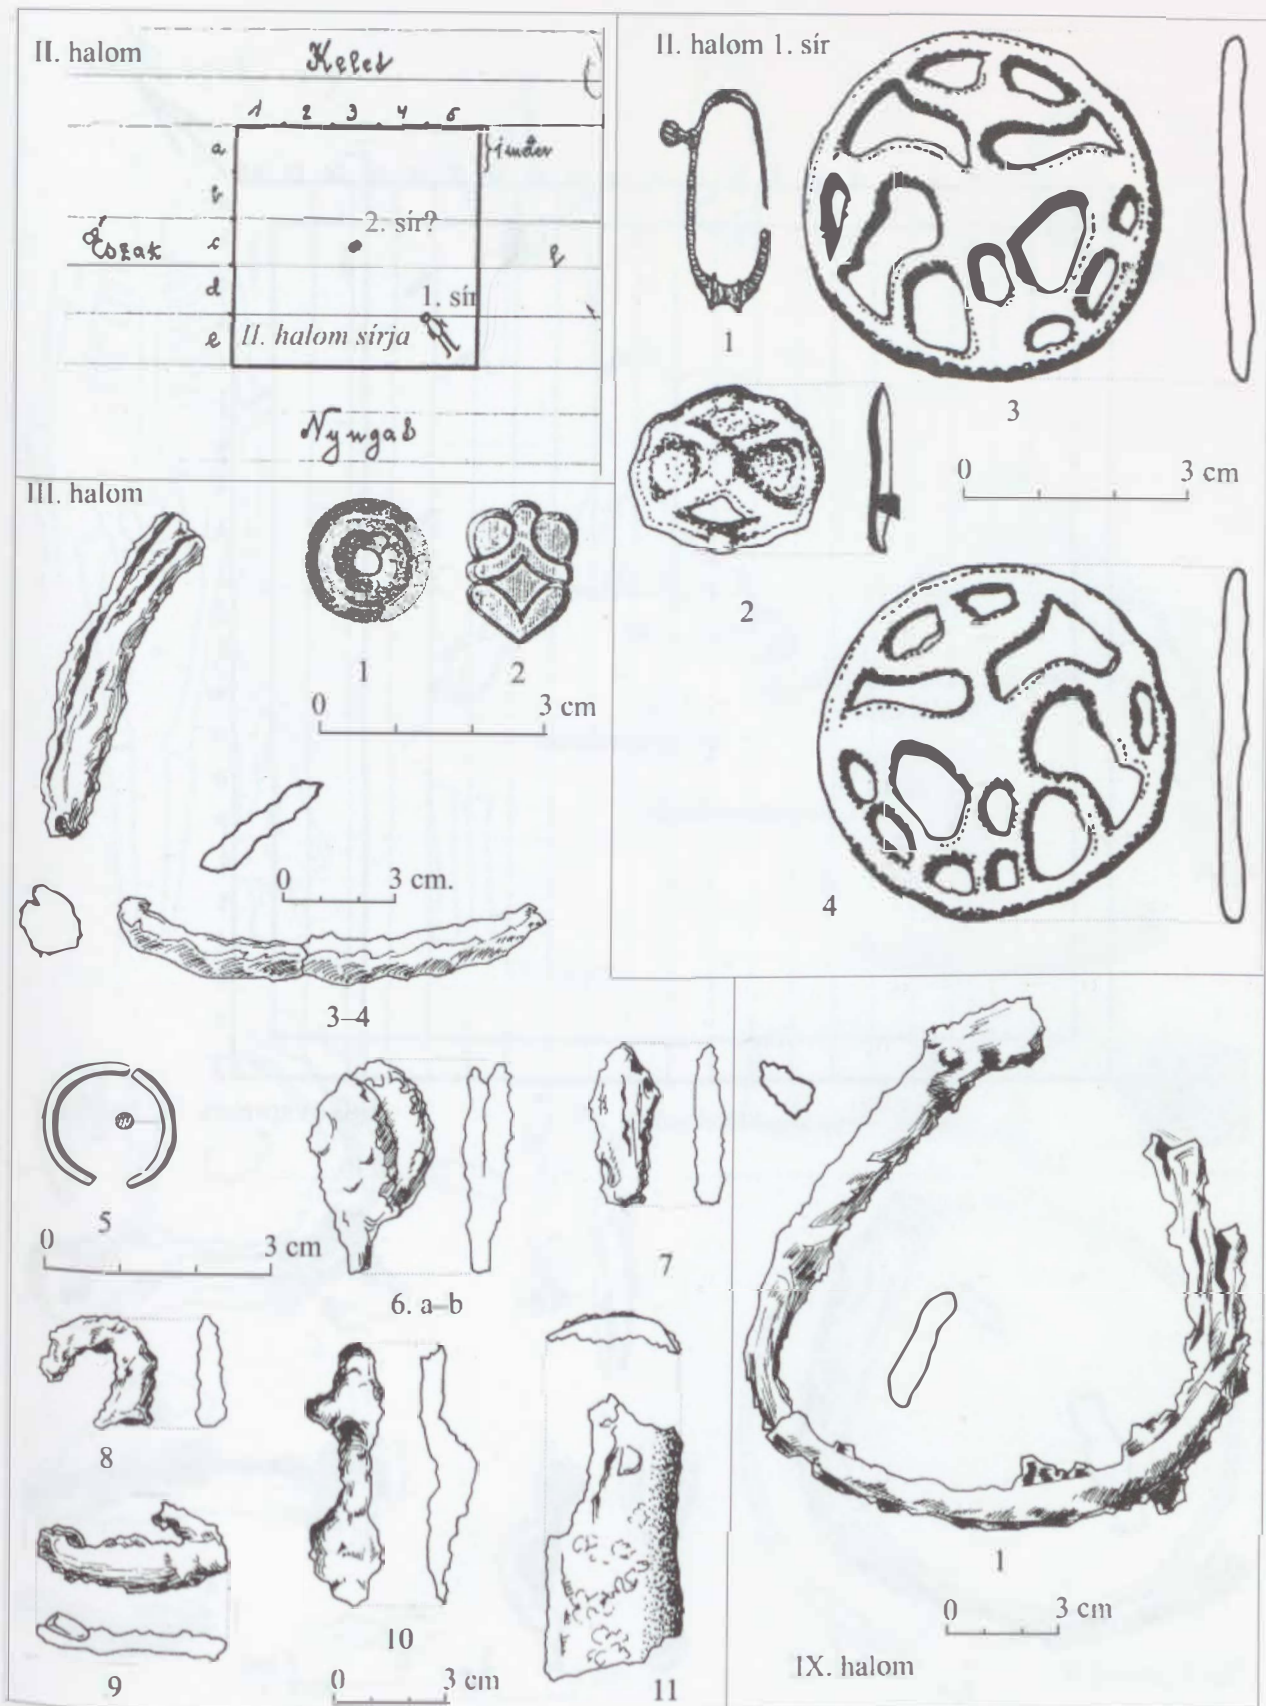 II. halom
Kelet
1 2 3 4 5
a
b
2. sír?
Észak
c
d
1. sír
e
II. halom sírja
Nyugat
II. halom 1. sír
1
3
0 3 cm
2
4
III. halom
1
2
0 3 cm
0 3 cm.
3–4
5
0 3 cm
6. a–b
7
8
9
10
0 3 cm
11
1
0 3 cm
IX. halom